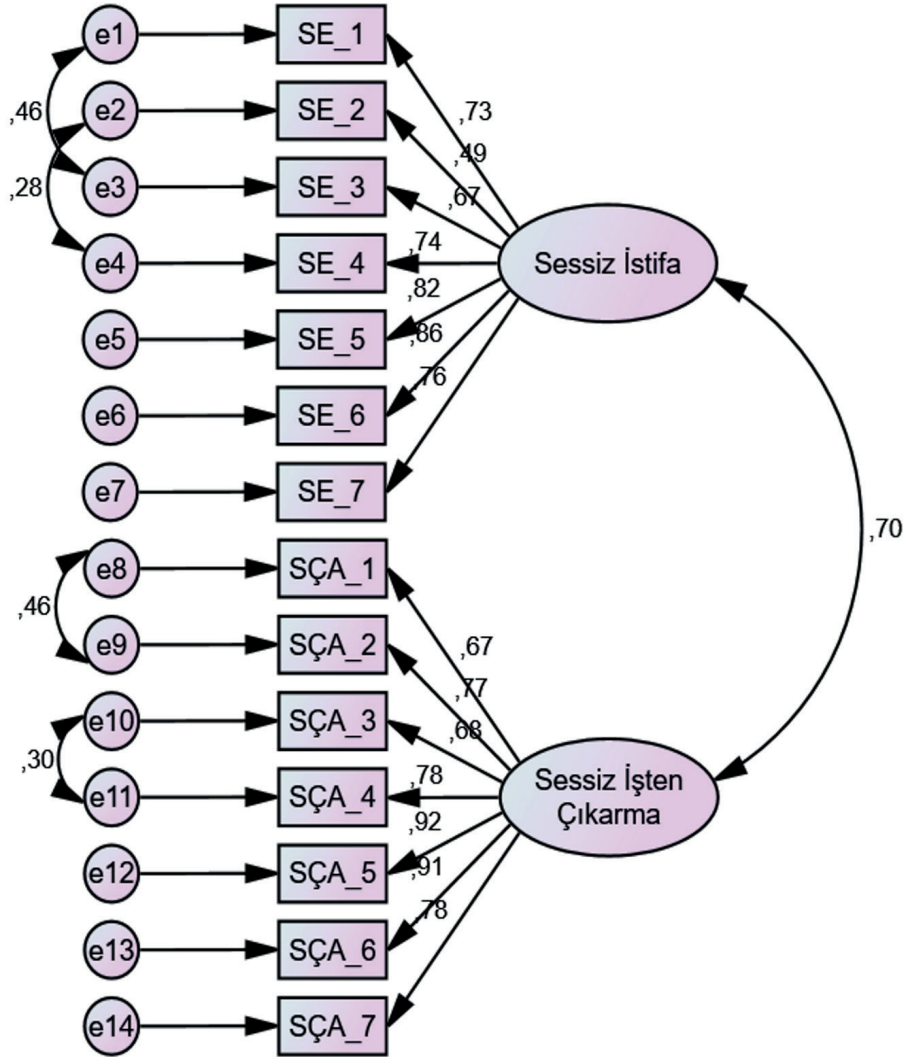 e1
SE_1
,73
,46
e2
SE_2
,49
,28
e3
SE_3
,67
e4
SE_4
,74
Sessiz İstifa
,82
e5
SE_5
,86
,76
e6
SE_6
e7
SE_7
,70
e8
SÇA_1
,46
e9
SÇA_2
,67
,77
e10
SÇA_3
,68
,30
e11
SÇA_4
,78
Sessiz İşten
Çıkarma
,92
e12
SÇA_5
,91
,78
e13
SÇA_6
e14
SÇA_7